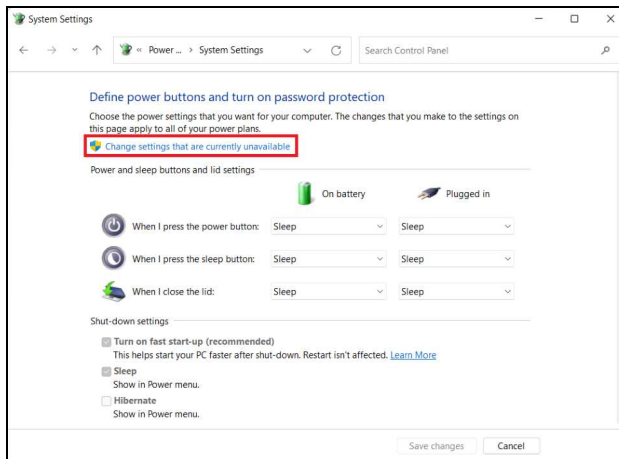 System Settings
« Power ... › System Settings
Search Control Panel
Define power buttons and turn on password protection
Choose the power settings that you want for your computer. The changes that you make to the settings on
this page apply to all of your power plans.
Change settings that are currently unavailable
Power and sleep buttons and lid settings
On battery Plugged in
When I press the power button: Sleep Sleep
When I press the sleep button: Sleep Sleep
When I close the lid: Sleep Sleep
Shut-down settings
Turn on fast start-up (recommended)
This helps start your PC faster after shut-down. Restart isn't affected. Learn More
Sleep
Show in Power menu.
Hibernate
Show in Power menu.
Save changes Cancel